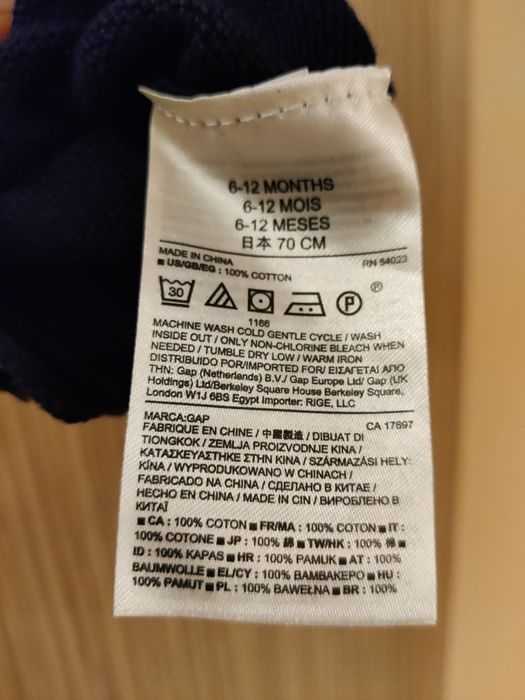 6-12 MONTHS
6-12 MOIS
6-12 MESES
日本 70 CM
MADE IN CHINA RN 54023
■ US/GB/EG : 100% COTTON
30 P ®
1166
MACHINE WASH COLD GENTLE CYCLE / WASH
INSIDE OUT / ONLY NON-CHLORINE BLEACH WHEN
NEEDED / TUMBLE DRY LOW / WARM IRON
DISTRIBUIDO POR/IMPORTED FOR/ ΕΙΣΑΓΕΤΑΙ ΑΠΟ
ΤΗΝ: Gap (Netherlands) B.V./ Gap Europe Ltd/ Gap (UK
Holdings) Ltd/Berkeley Square House Berkeley Square,
London W1J 6BS Egypt Importer: RIGE, LLC
MARCA:GAP CA 17897
FABRIQUE EN CHINE / 中國製造 / DIBUAT DI
TIONGKOK / ZEMLJA PROIZVODNJE KINA /
ΚΑΤΑΣΚΕΥΑΣΤΗΚΕ ΣΤΗΝ ΚΙΝΑ / SZÁRMAZÁSI HELY:
KÍNA / WYPRODUKOWANO W CHINACH /
FABRICADO NA CHINA / СДЕЛАНО В КИТАЕ /
HECHO EN CHINA / MADE IN CIN / ВИРОБЛЕНО В
КИТАЇ
■ CA : 100% COTON ■ FR/MA : 100% COTON ■ IT :
100% COTONE ■ JP : 100% 綿 ■ TW/HK : 100% 棉 ■
ID : 100% KAPAS ■ HR : 100% PAMUK ■ AT : 100%
BAUMWOLLE ■ EL/CY : 100% ΒΑΜΒΑΚΕΡΟ ■ HU :
100% PAMUT ■ PL : 100% BAWEŁNA ■ BR : 100%